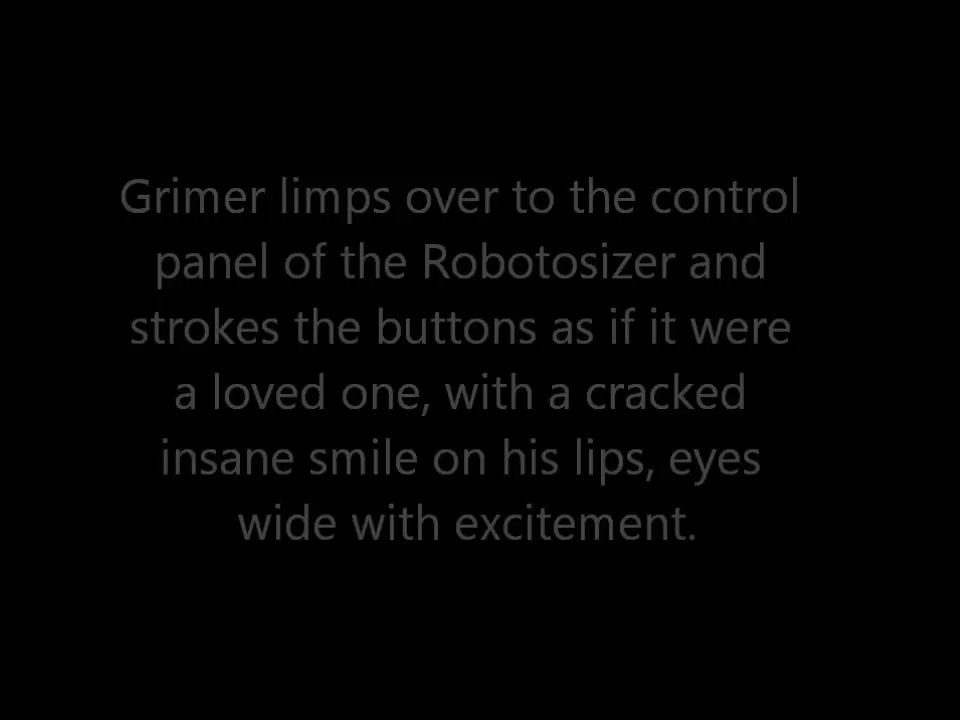 Grimer limps over to the control
panel of the Robotosizer and
strokes the buttons as if it were
a loved one, with a cracked
insane smile on his lips, eyes
wide with excitement.